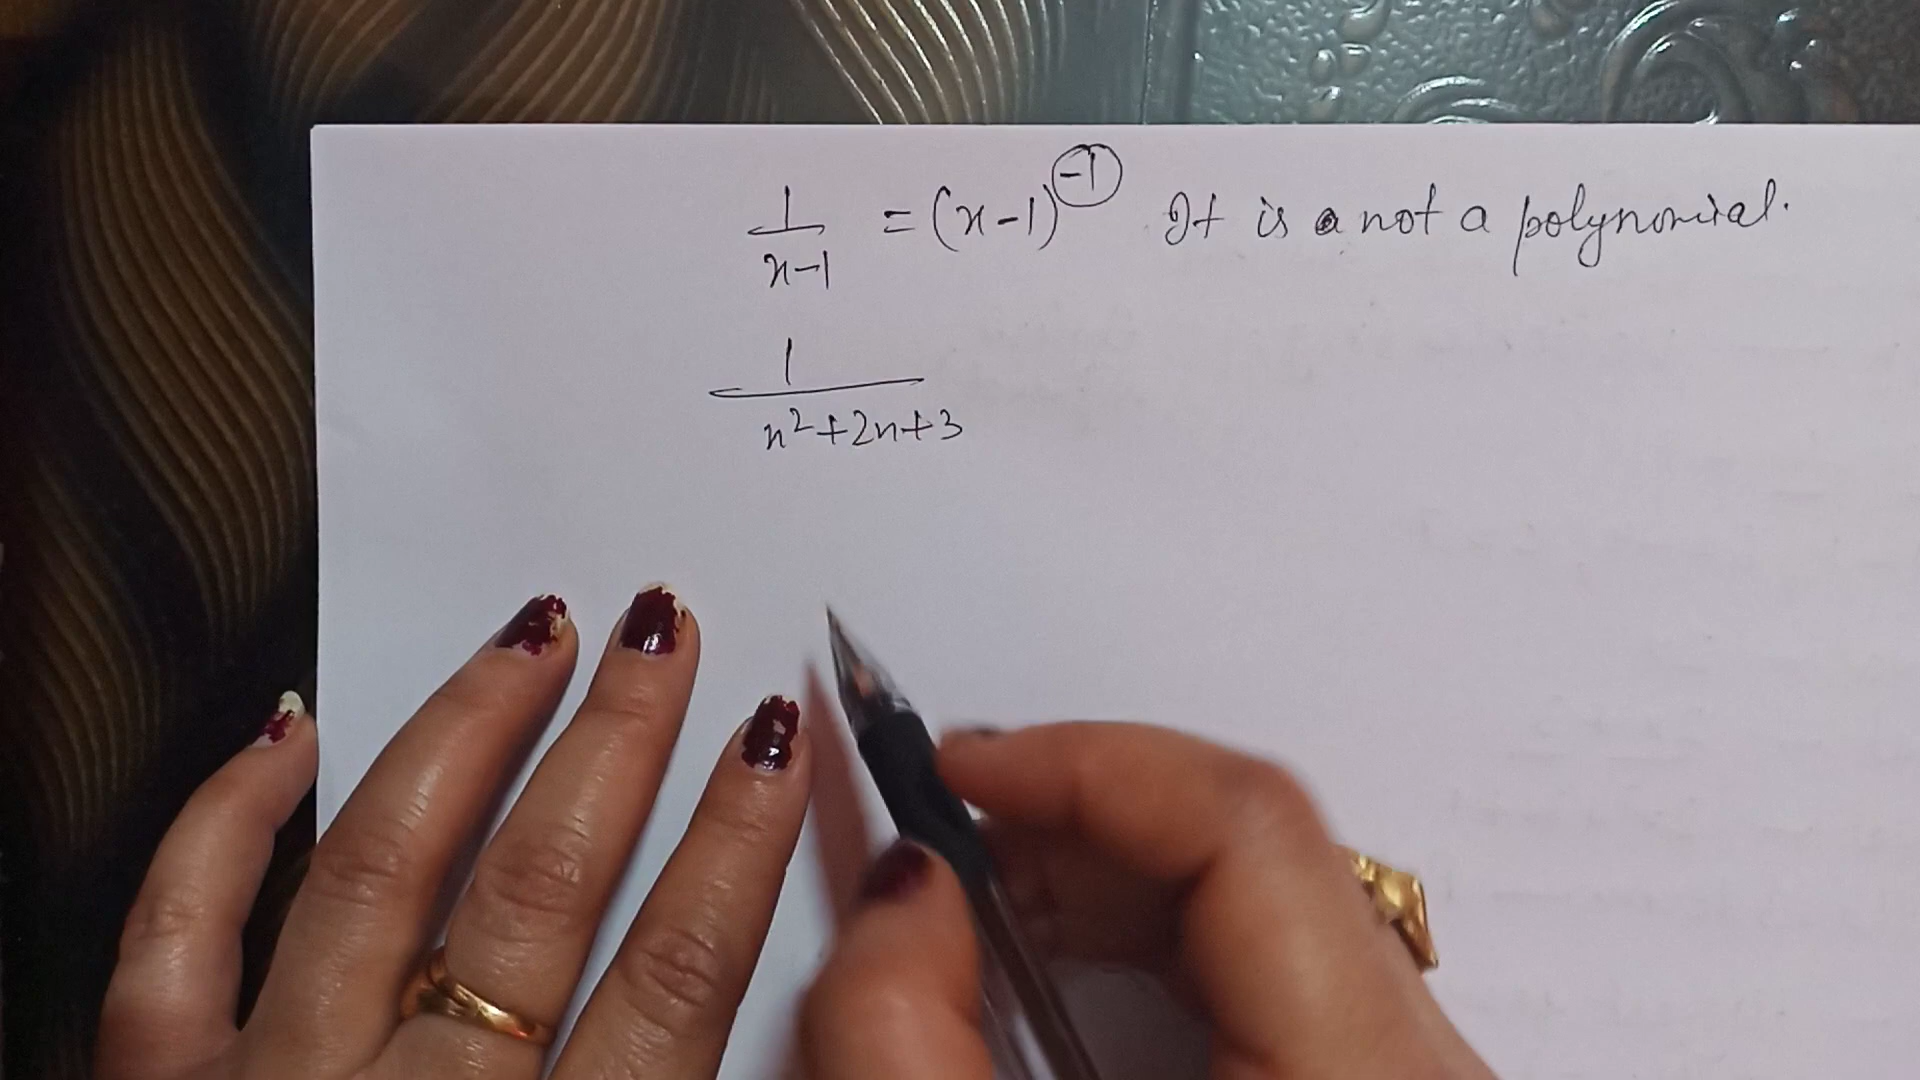 1/(x-1) = (x-1)^-1 It is not a polynomial.
1/(x²+2x+3)